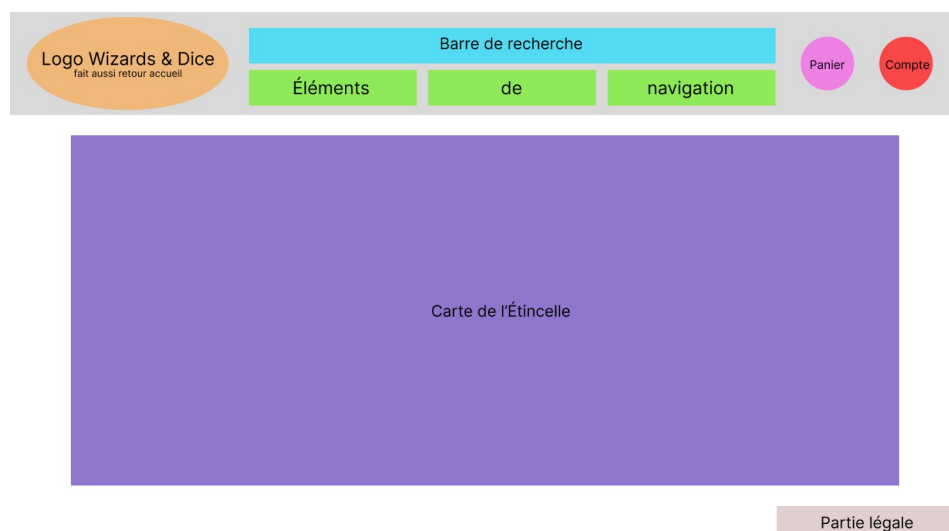 Logo Wizards & Dice
fait aussi retour accueil
Barre de recherche
Éléments
de
navigation
Panier
Compte
Carte de l’Étincelle
Partie légale